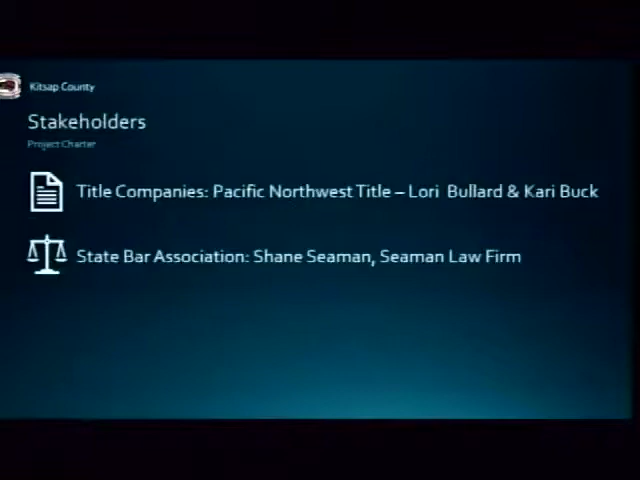 Kitsap County
Stakeholders
Project Charter
Title Companies: Pacific Northwest Title – Lori Bullard & Kari Buck
State Bar Association: Shane Seaman, Seaman Law Firm